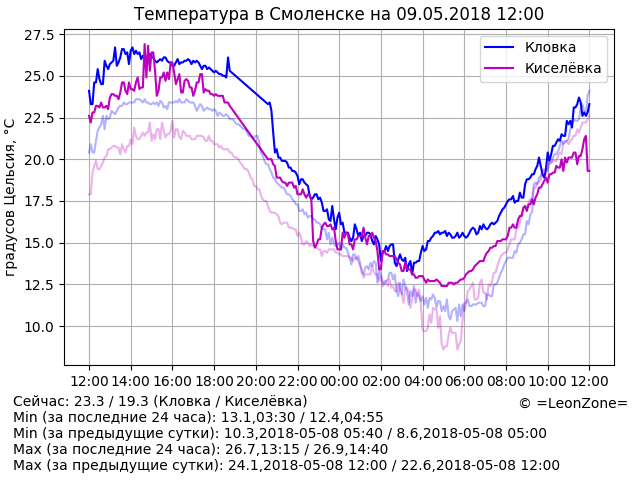 Температура в Смоленске на 09.05.2018 12:00
27.5
25.0
22.5
20.0
17.5
15.0
12.5
10.0
градусов Цельсия, °C
Кловка
Киселёвка
12:00 14:00 16:00 18:00 20:00 22:00 00:00 02:00 04:00 06:00 08:00 10:00 12:00
Сейчас: 23.3 / 19.3 (Кловка / Киселёвка)
© =LeonZone=
Min (за последние 24 часа): 13.1,03:30 / 12.4,04:55
Min (за предыдущие сутки): 10.3,2018-05-08 05:40 / 8.6,2018-05-08 05:00
Max (за последние 24 часа): 26.7,13:15 / 26.9,14:40
Max (за предыдущие сутки): 24.1,2018-05-08 12:00 / 22.6,2018-05-08 12:00